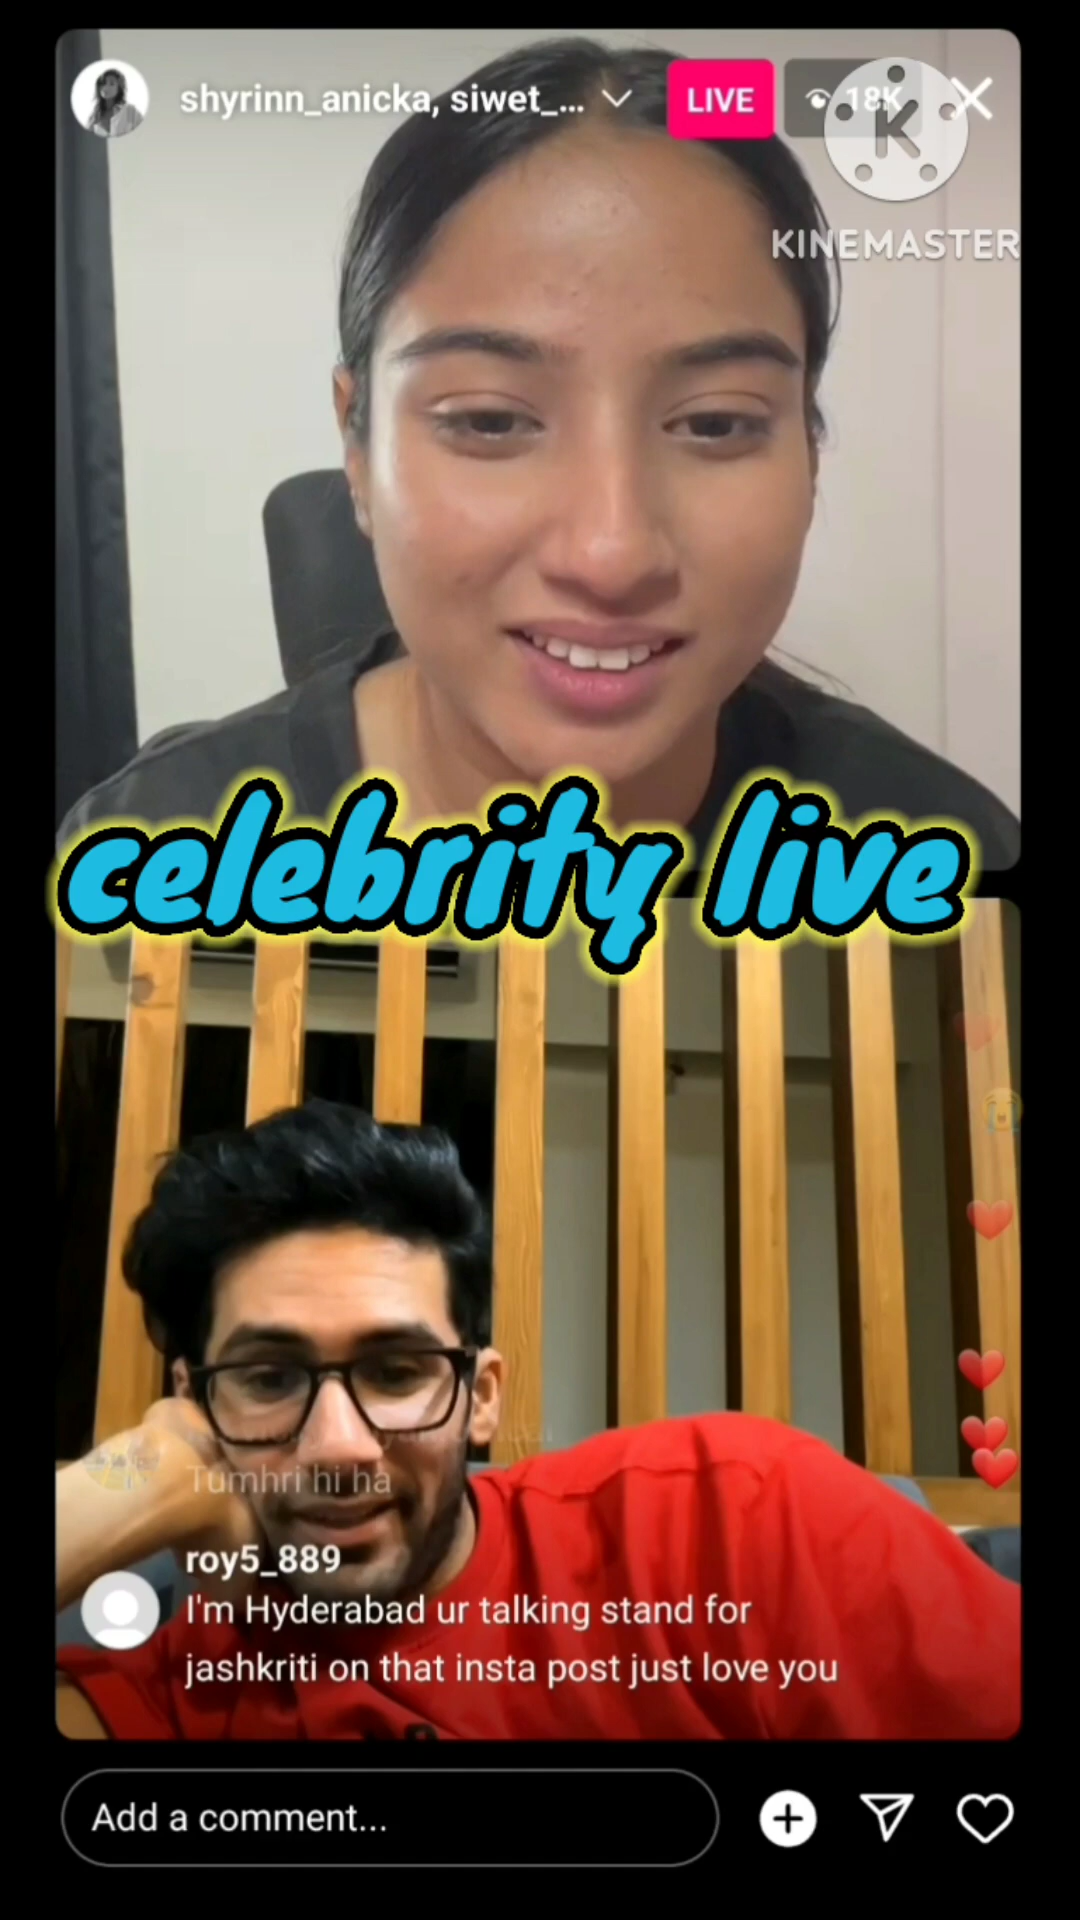 shyrinn_anicka, siwet_...
LIVE
18K
K
KINEMASTER
celebrity live
Tumhri hi ha
roy5_889
I'm Hyderabad ur talking stand for
jashkriti on that insta post just love you
Add a comment...